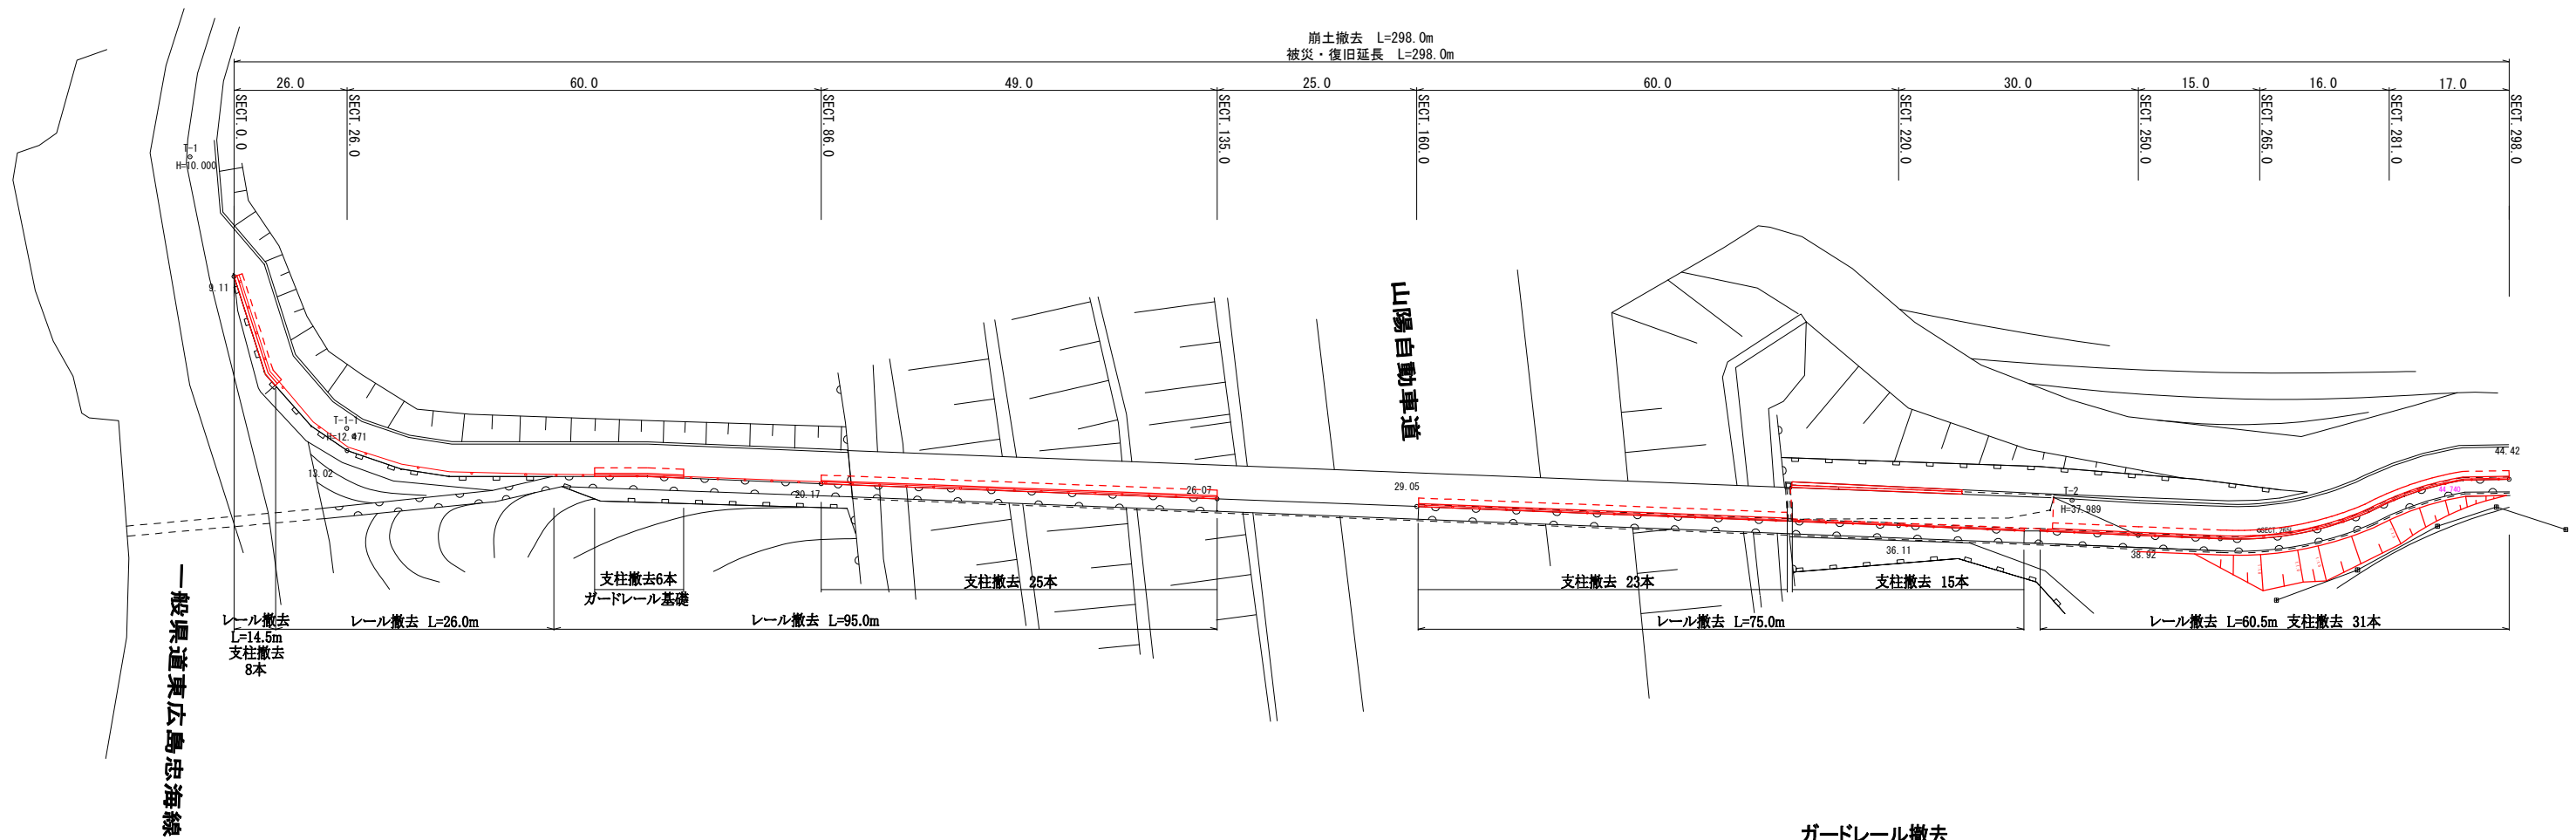 崩土撤去　L=298.0m
被災・復旧延長　L=298.0m
26.0
60.0
49.0
25.0
60.0
30.0
15.0
16.0
17.0
SECT.0.0
SECT.26.0
SECT.86.0
SECT.135.0
SECT.160.0
SECT.220.0
SECT.250.0
SECT.265.0
SECT.281.0
SECT.298.0
T-1
H=10.000
9.11
山陽自動車道
T-1-1
H=12.471
13.02
20.17
26.07
29.05
36.11
T-2
H=37.989
38.92
44.42
44.740
支柱撤去6本
ガードレール基礎
支柱撤去 25本
支柱撤去 23本
支柱撤去 15本
レール撤去
L=14.5m
支柱撤去
8本
レール撤去 L=26.0m
レール撤去 L=95.0m
レール撤去 L=75.0m
レール撤去 L=60.5m 支柱撤去 31本
一般県道東広島忠海線
ガードレール撤去